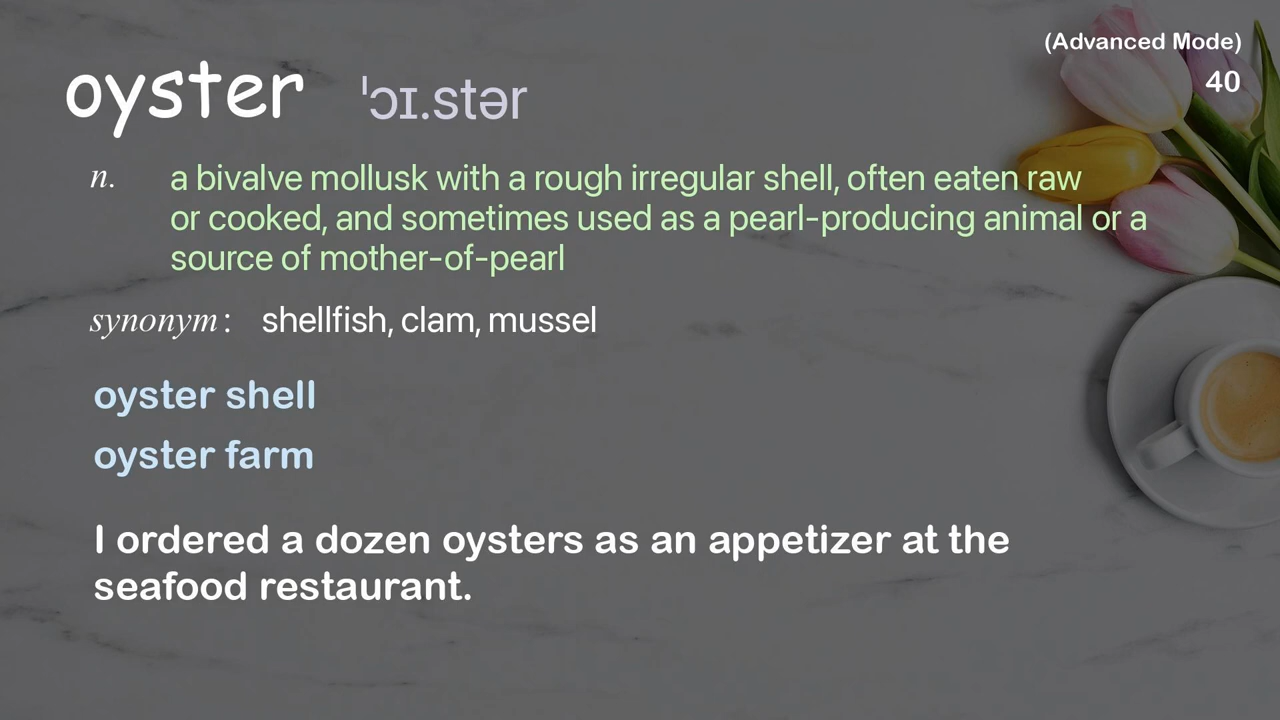 (Advanced Mode)
40
oyster ˈɔɪ.stər
n. a bivalve mollusk with a rough irregular shell, often eaten raw
or cooked, and sometimes used as a pearl-producing animal or a
source of mother-of-pearl
synonym: shellfish, clam, mussel
oyster shell
oyster farm
I ordered a dozen oysters as an appetizer at the
seafood restaurant.